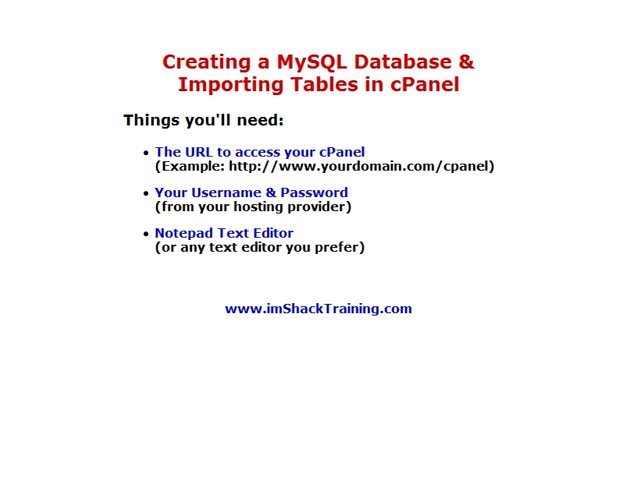 Creating a MySQL Database &
Importing Tables in cPanel
Things you'll need:
• The URL to access your cPanel
(Example: http://www.yourdomain.com/cpanel)
• Your Username & Password
(from your hosting provider)
• Notepad Text Editor
(or any text editor you prefer)
www.imShackTraining.com